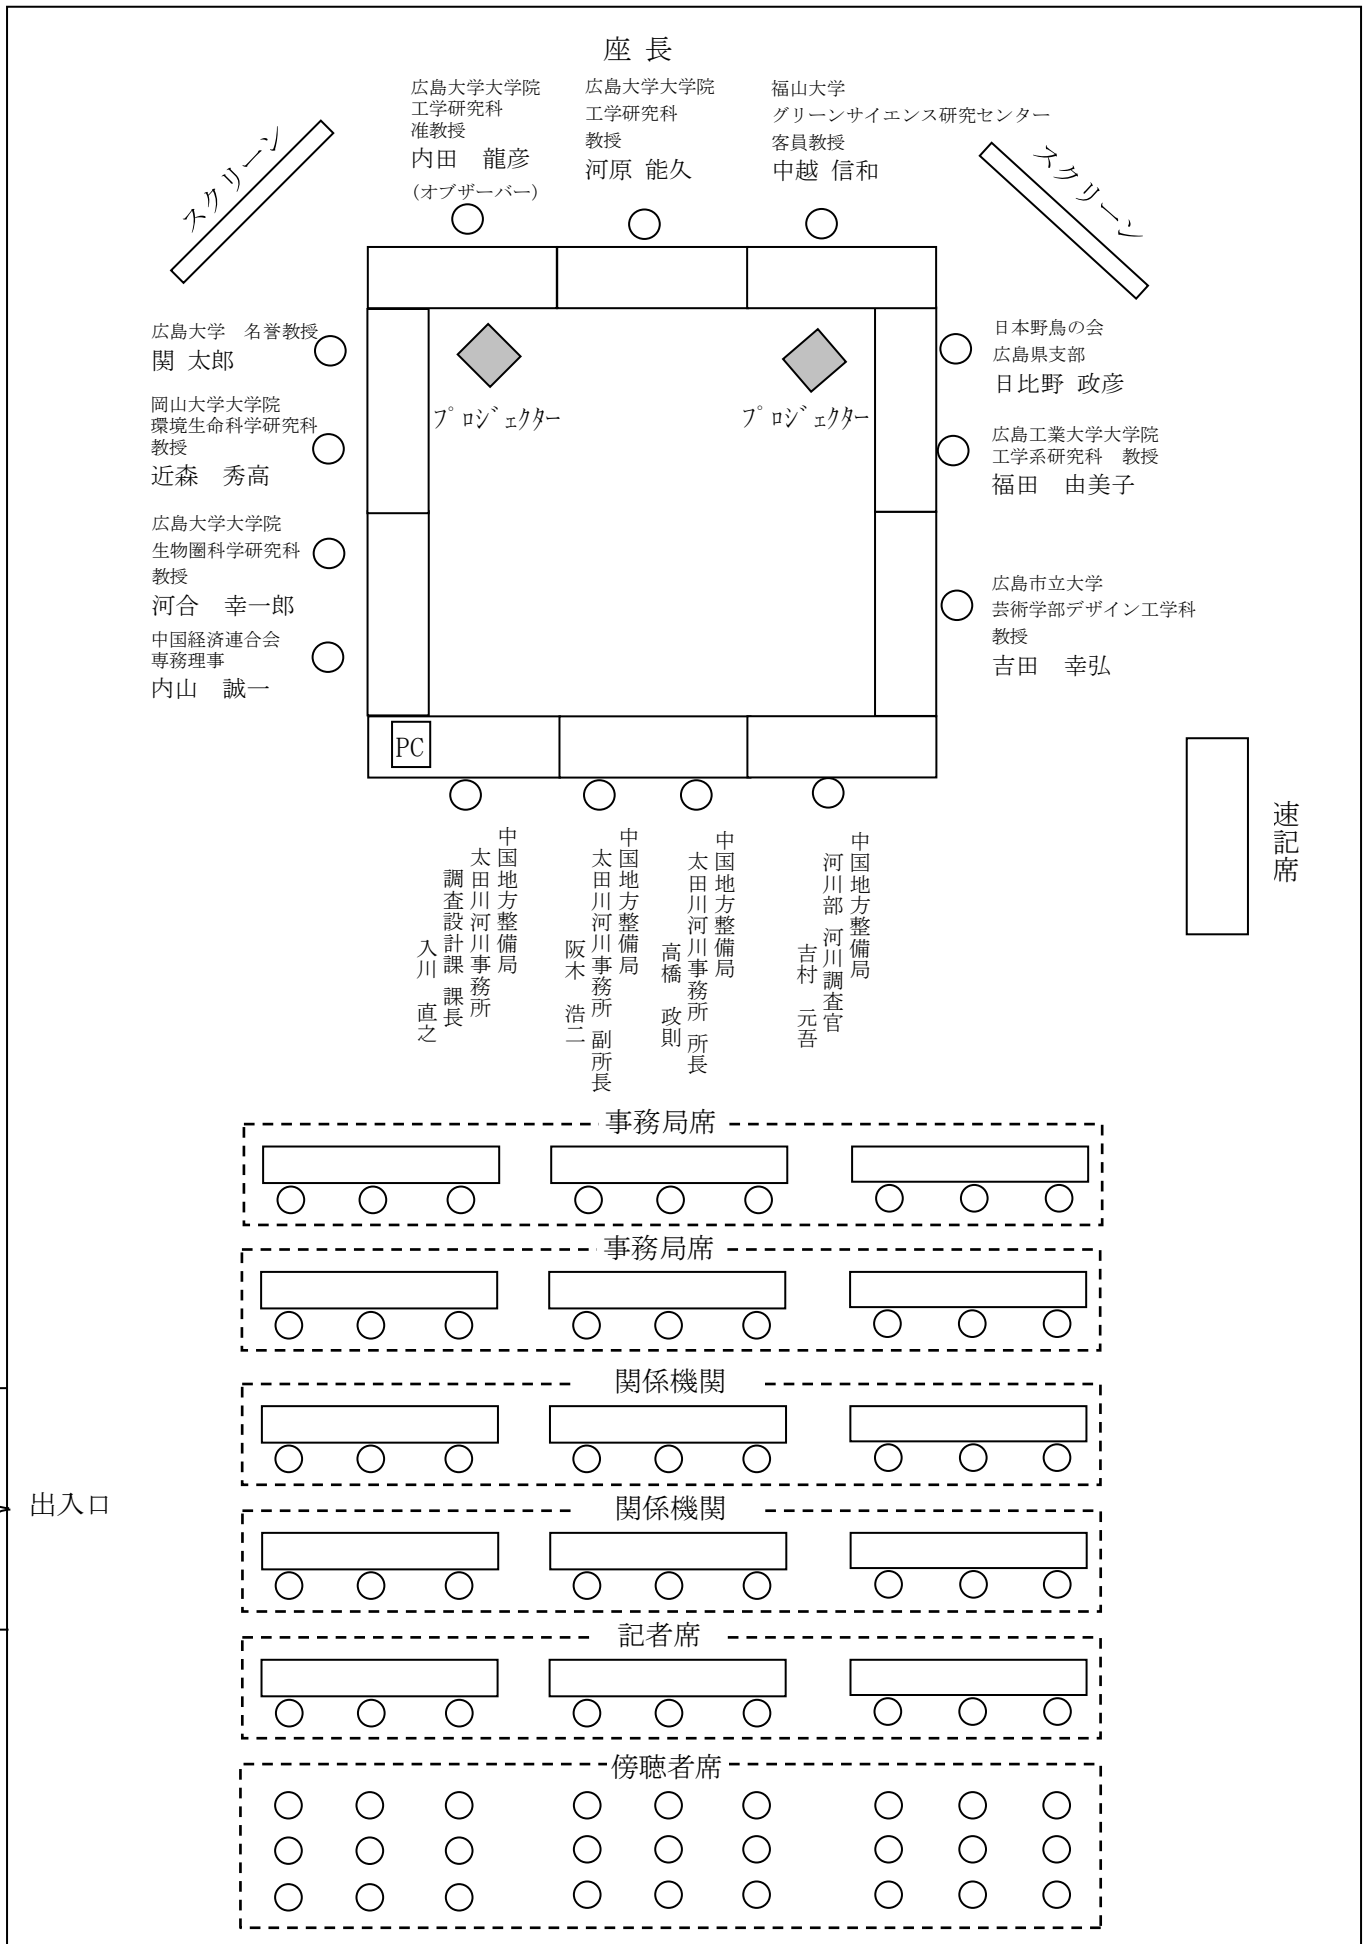 座 長
広島大学大学院
工学研究科
准教授
内田　龍彦
(オブザーバー)
広島大学大学院
工学研究科
教授
河原 能久
福山大学
グリーンサイエンス研究センター
客員教授
中越 信和
スクリーン
スクリーン
広島大学　名誉教授
関 太郎
岡山大学大学院
環境生命科学研究科
教授
近森　秀高
広島大学大学院
生物圏科学研究科
教授
河合　幸一郎
中国経済連合会
専務理事
内山　誠一
プロジェクター
プロジェクター
日本野鳥の会
広島県支部
日比野 政彦
広島工業大学大学院
工学系研究科　教授
福田　由美子
広島市立大学
芸術学部デザイン工学科
教授
吉田　幸弘
PC
中国地方整備局
太田川河川事務所
調査設計課 課長
入川　直之
中国地方整備局
太田川河川事務所 副所長
阪木　浩二
中国地方整備局
太田川河川事務所 所長
高橋　政則
中国地方整備局
河川部 河川調査官
吉村　元吾
速記席
事務局席
事務局席
関係機関
出入口
関係機関
記者席
傍聴者席